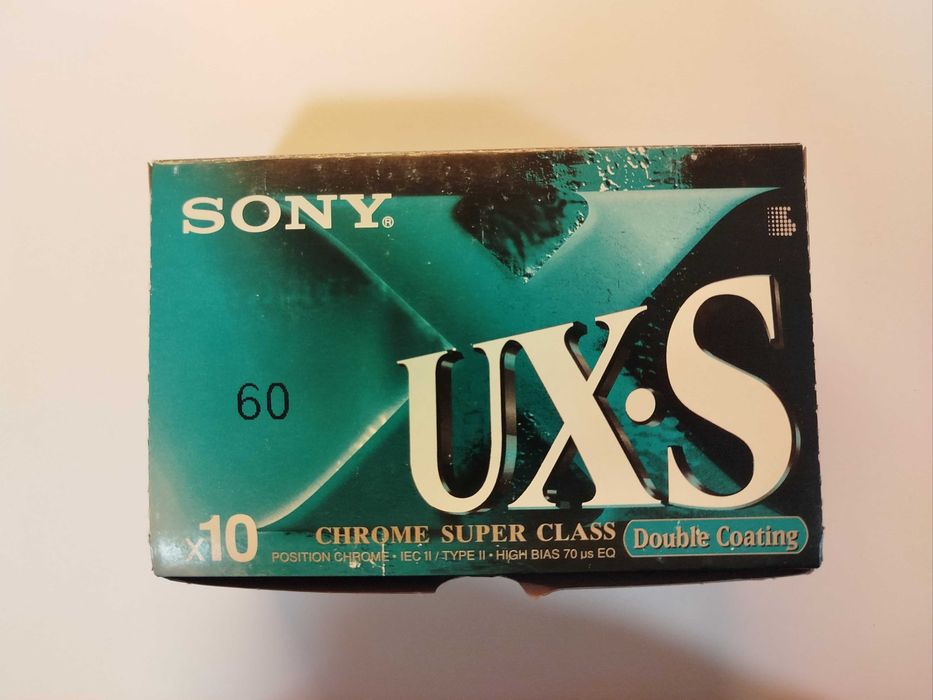 SONY®
UX·S
60
x10
CHROME SUPER CLASS
Double Coating
POSITION CHROME • IEC II / TYPE II • HIGH BIAS 70 µs EQ